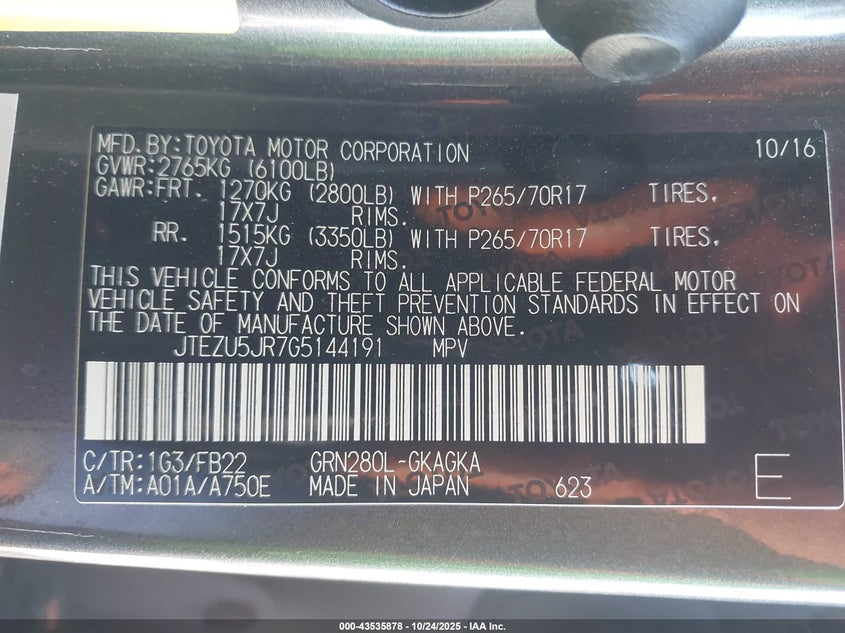 MFD.BY:TOYOTA MOTOR CORPORATION 10/16
GVWR:2765KG (6100LB)
GAWR:FRT. 1270KG (2800LB) WITH P265/70R17 TIRES.
17X7J RIMS.
RR. 1515KG (3350LB) WITH P265/70R17 TIRES.
17X7J RIMS.
THIS VEHICLE CONFORMS TO ALL APPLICABLE FEDERAL MOTOR
VEHICLE SAFETY AND THEFT PREVENTION STANDARDS IN EFFECT ON
THE DATE OF MANUFACTURE SHOWN ABOVE.
JTEZU5JR7G5144191 MPV
C/TR:1G3/FB22 GRN280L-GKAGKA
A/TM:A01A/A750E MADE IN JAPAN 623 E
000-43535878 - 10/24/2025 - IAA Inc.